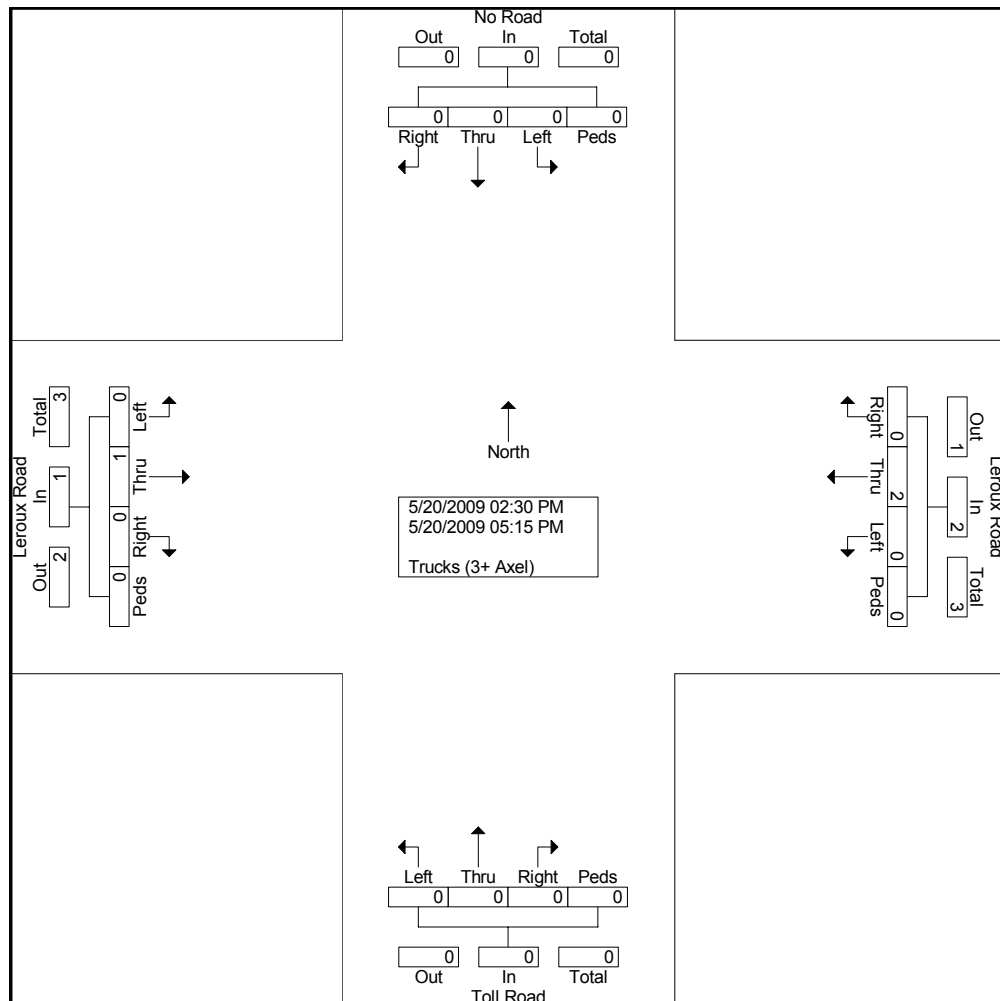 No Road
Out In Total
0 0 0
0 0 0 0
Right Thru Left Peds
Leroux Road
Total In Out
3 1 2
0 1 0 0
Left Thru Right Peds
North
5/20/2009 02:30 PM
5/20/2009 05:15 PM
Trucks (3+ Axel)
Right Thru Left Peds
0 2 0 0
Out In Total
1 2 3
Leroux Road
Left Thru Right Peds
0 0 0 0
0 0 0
Out In Total
Toll Road